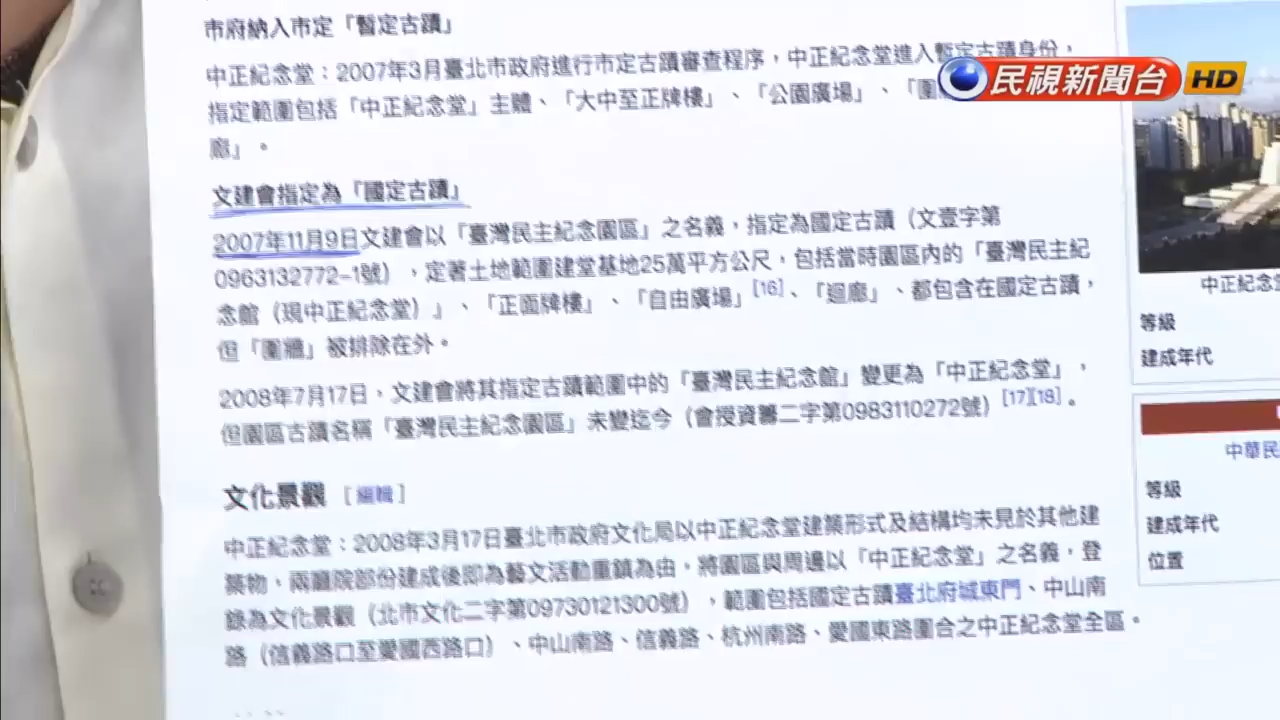 市府納入市定「暫定古蹟」
中正紀念堂：2007年3月臺北市政府進行市定古蹟審查程序，中正紀念堂進入暫定古蹟身份，
指定範圍包括「中正紀念堂」主體、「大中至正牌樓」、「公園廣場」、「圍
廊」。
民視新聞台 HD
文建會指定為「國定古蹟」
2007年11月9日文建會以「臺灣民主紀念園區」之名義，指定為國定古蹟（文壹字第
0963132772-1號），定著土地範圍建堂基地25萬平方公尺，包括當時園區內的「臺灣民主紀
念館（現中正紀念堂）」、「正面牌樓」、「自由廣場」[16]、「迴廊」、都包含在國定古蹟，
但「圍牆」被排除在外。
2008年7月17日，文建會將其指定古蹟範圍中的「臺灣民主紀念館」變更為「中正紀念堂」，
但園區古蹟名稱「臺灣民主紀念園區」未變迄今（會授資籌二字第0983110272號）[17][18]。
文化景觀 [編輯]
中正紀念堂：2008年3月17日臺北市政府文化局以中正紀念堂建築形式及結構均未見於其他建
築物，兩廳院部份建成後即為藝文活動重鎮為由，將園區與周邊以「中正紀念堂」之名義，登
錄為文化景觀（北市文化二字第09730121300號），範圍包括國定古蹟臺北府城東門、中山南
路（信義路口至愛國西路口）、中山南路、信義路、杭州南路、愛國東路圍合之中正紀念堂全區。
中正紀念
等級
建成年代
中華民
等級
建成年代
位置